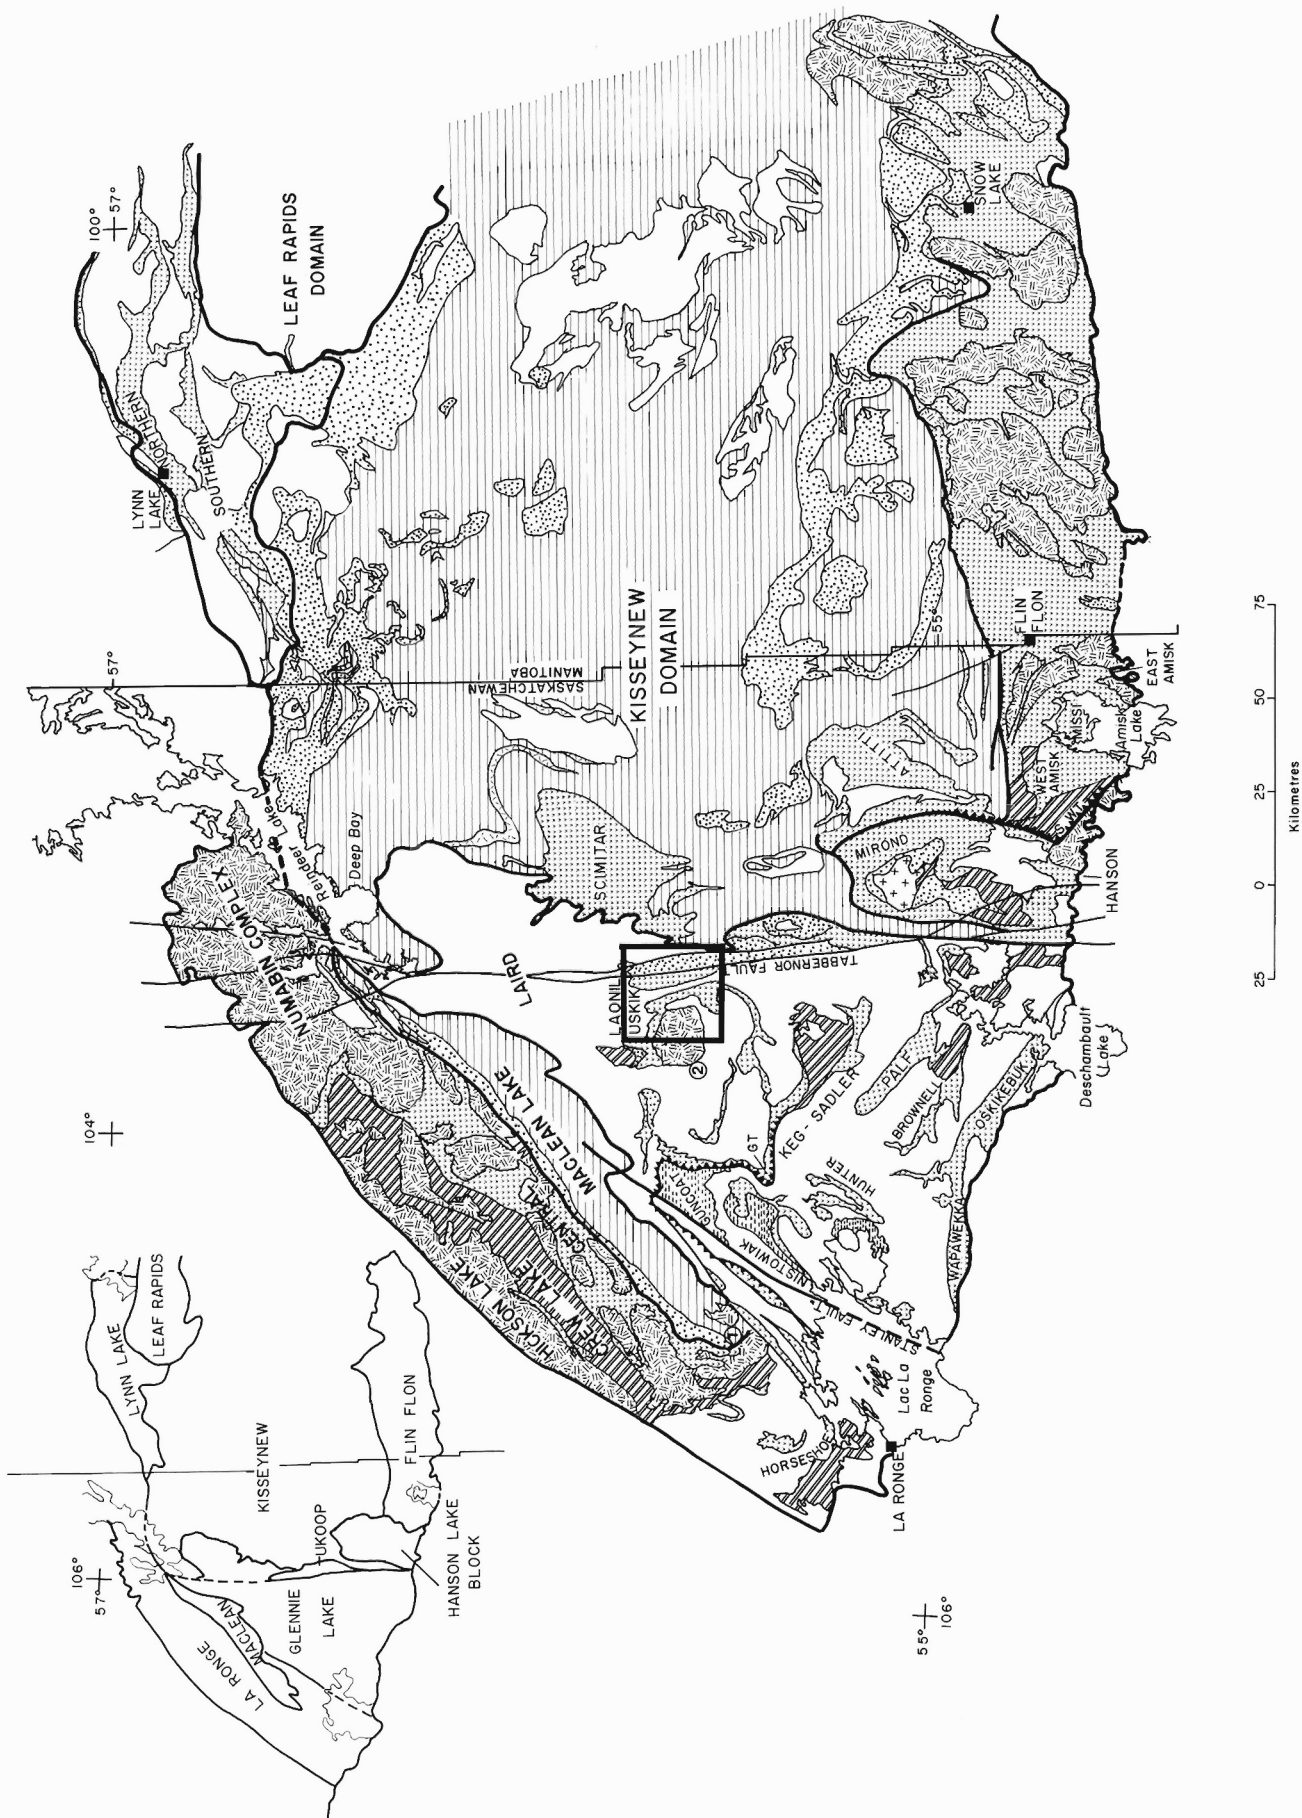 106°
57°
LA RONGE
MACLEAN
GLENNIE
LAKE
UKOOP
HANSON LAKE
BLOCK
KISSEYNEW
FLIN FLON
LYNN LAKE
LEAF RAPIDS
104°
57°
100°
57°
LYNN
LAKE
NORTHERN
SOUTHERN
LEAF RAPIDS
DOMAIN
NUMABIN COMPLEX
Reindeer Lake
Deep Bay
SASKATCHEWAN
MANITOBA
KISSEYNEW
DOMAIN
HICKSON LAKE
CREW LAKE
CENTRAL
MLTZ
MACLEAN LAKE
LAIRD
LAONIL
USKIK
SCIMITAR
TABBERNOR FAULT
②
①
GUNCOAT
GT
KEG-SADLER
NISTOWIAK
HUNTER
PALF
BROWNELL
OSKIKEBUK
WAPAWEKKA
STANLEY FAULT
Lac La
Ronge
HORSESHOE
LA RONGE
Deschambault
Lake
MIROND
ATTITTI
HANSON
WEST
AMISK
MISSI
Amisk
Lake
EAST
AMISK
55°
FLIN
FLON
SNOW
LAKE
55°
106°
25
0
25
50
75
Kilometres